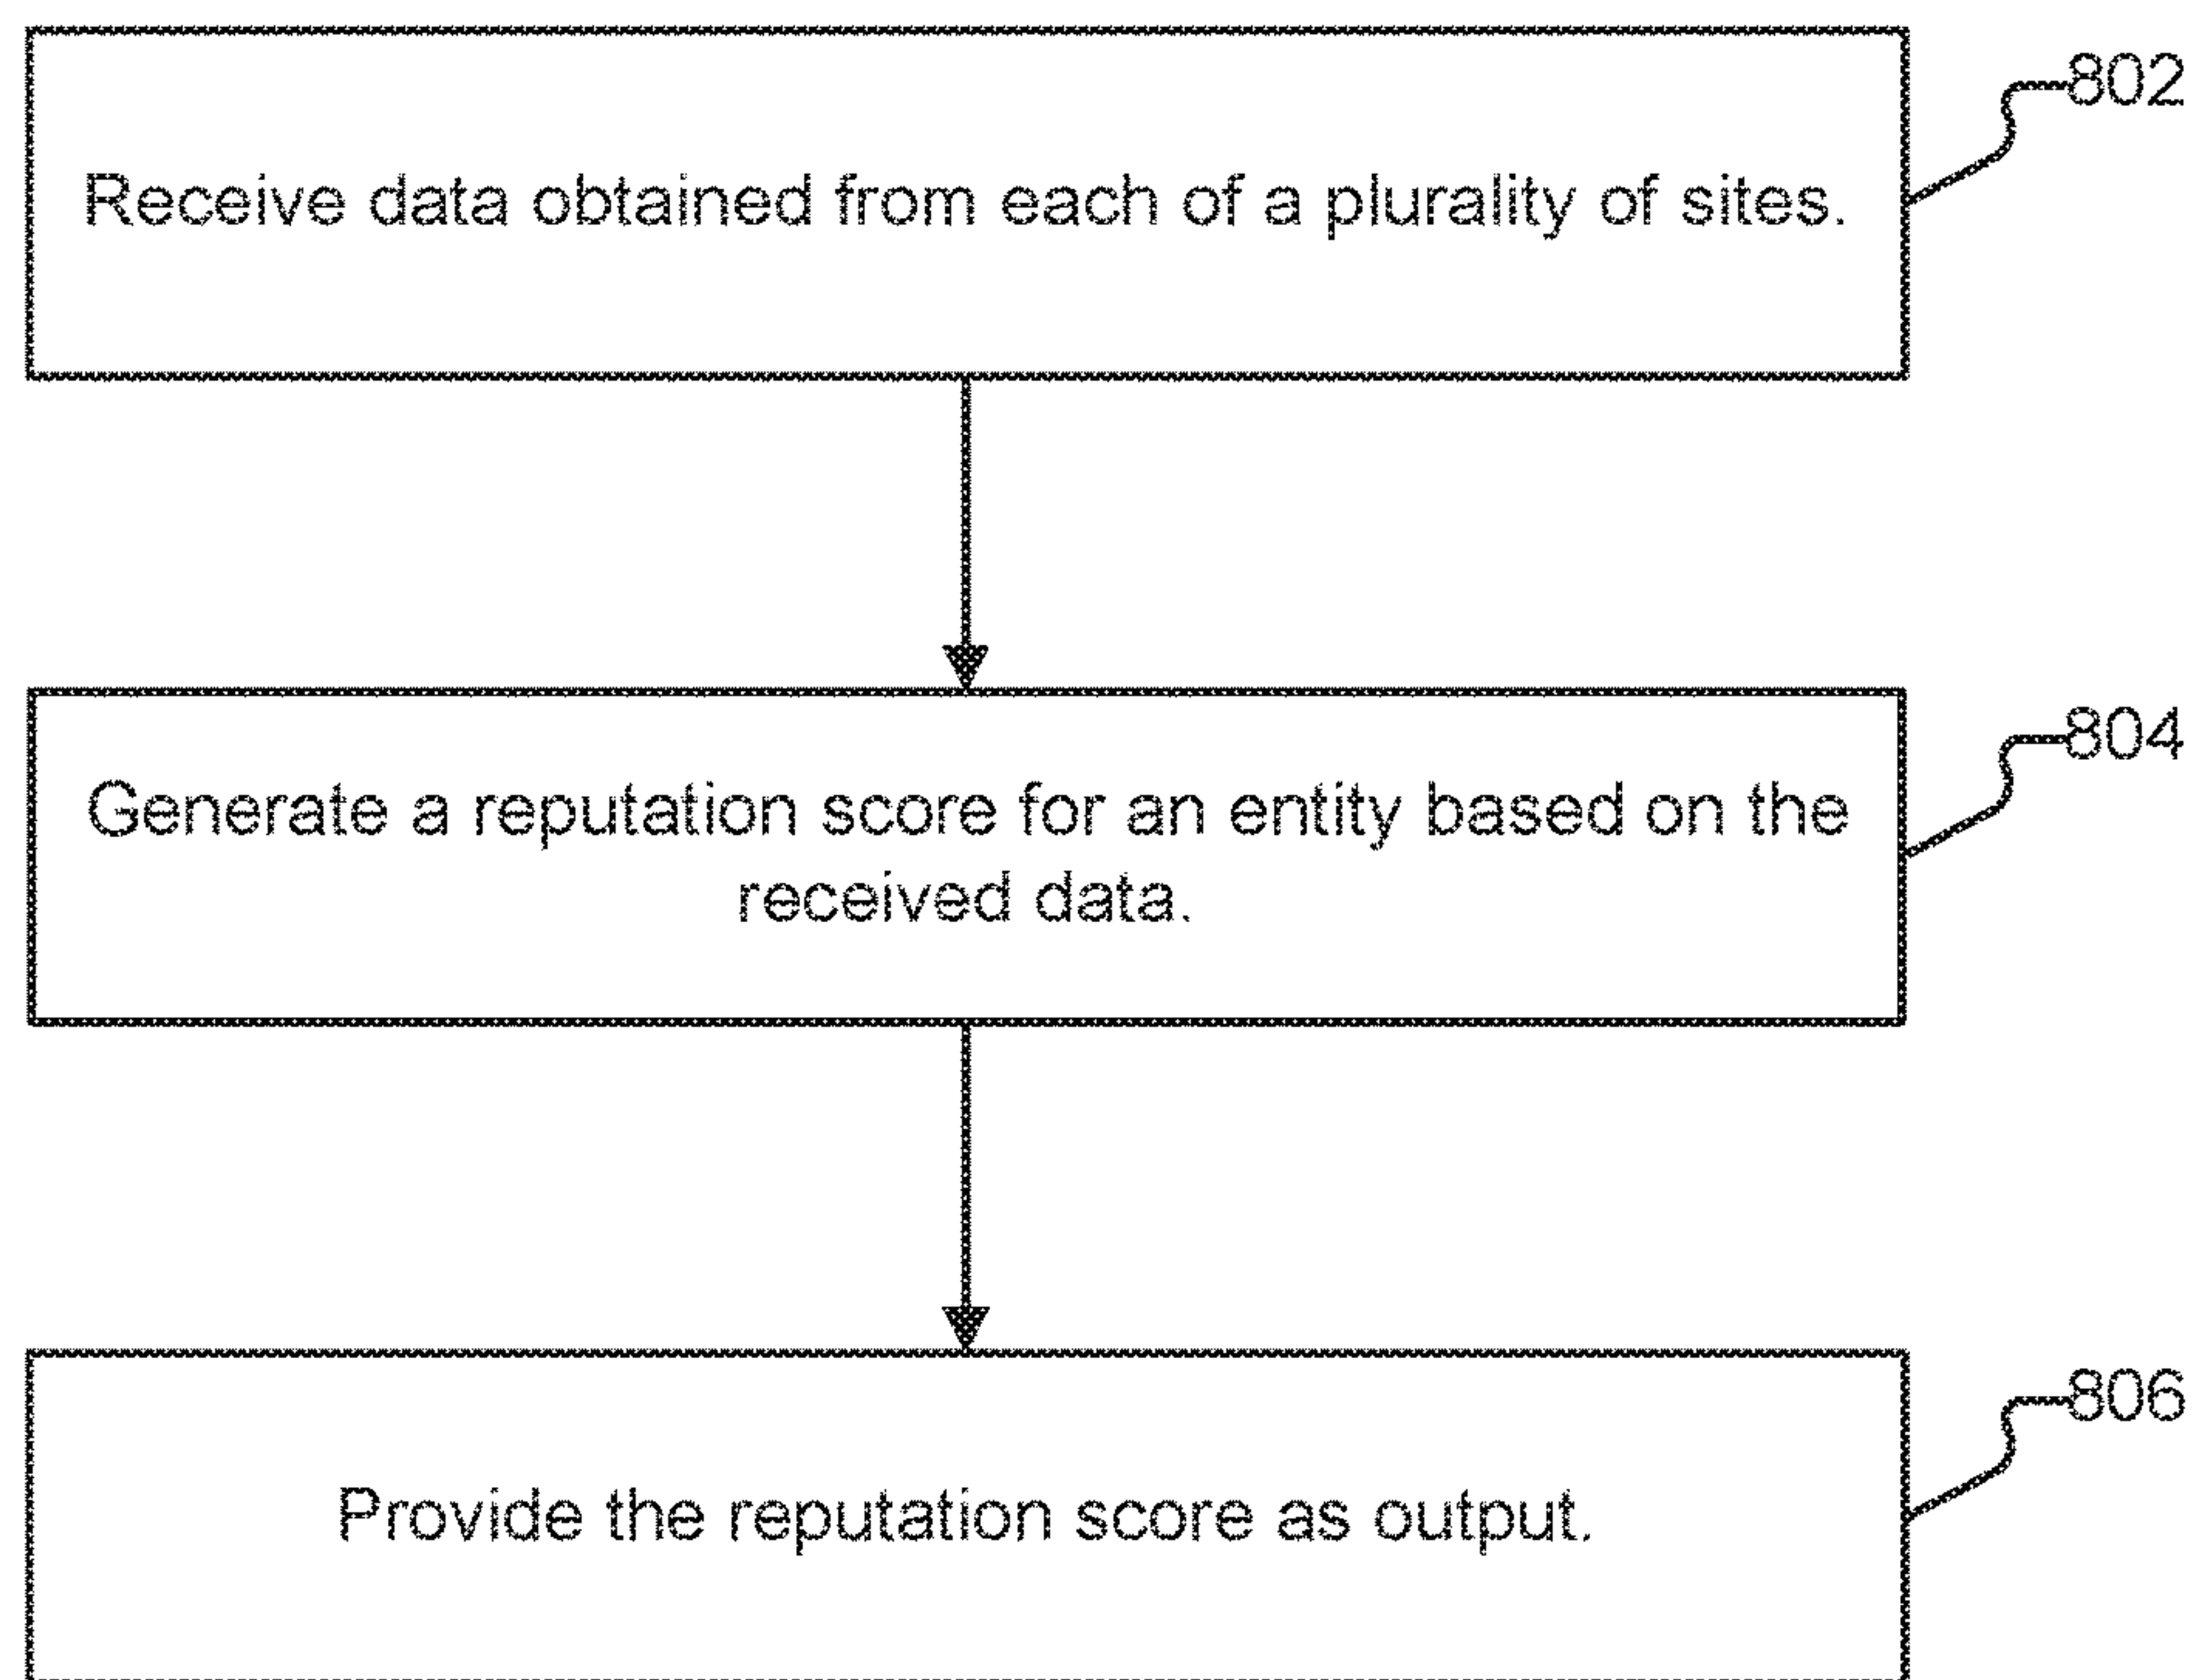 802
Receive data obtained from each of a plurality of sites.
804
Generate a reputation score for an entity based on the
received data.
806
Provide the reputation score as output.